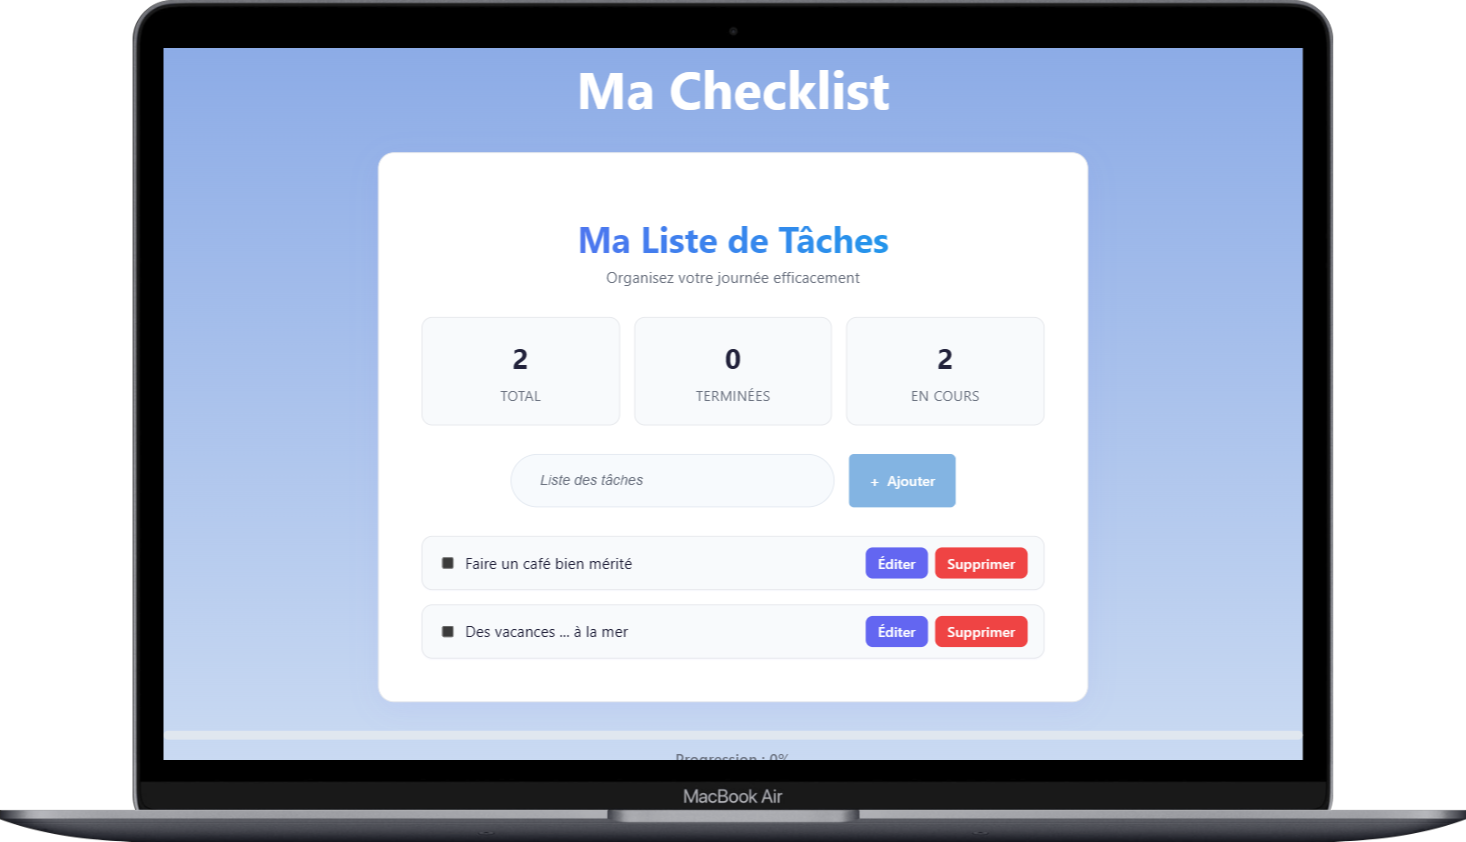 Ma Checklist
Ma Liste de Tâches
Organisez votre journée efficacement
2
TOTAL
0
TERMINÉES
2
EN COURS
Liste des tâches
+ Ajouter
Faire un café bien mérité
Éditer
Supprimer
Des vacances ... à la mer
Éditer
Supprimer
Progression : 0%
MacBook Air